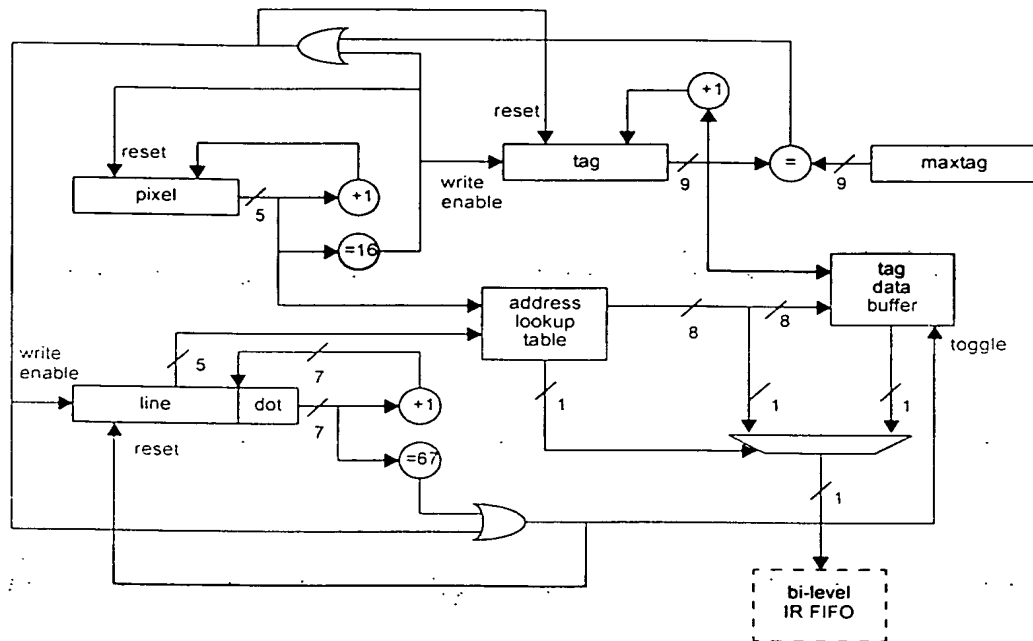 +1
reset
reset
tag
=
maxtag
9
9
write
enable
pixel
5
+1
=16
tag
data
buffer
address
lookup
table
8
8
toggle
write
enable
5
7
line
dot
7
+1
1
1
1
reset
=67
1
bi-level
IR FIFO